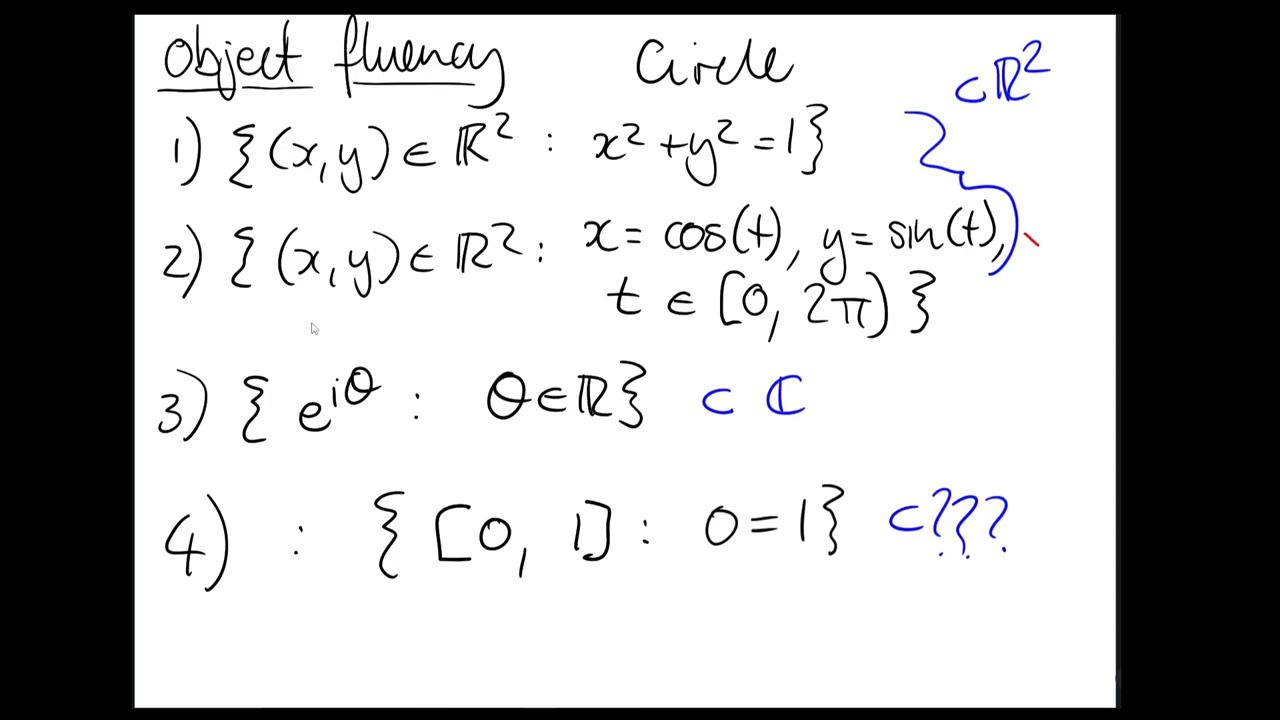 Object fluency Circle
⊂ ℝ²
1) {(x,y) ∈ ℝ² : x² + y² = 1}
2) {(x,y) ∈ ℝ² : x = cos(t), y = sin(t),
t ∈ [0, 2π) }
3) { e^{iθ} : θ ∈ ℝ} ⊂ ℂ
4) : { [0, 1] : 0 = 1} ⊂ ???